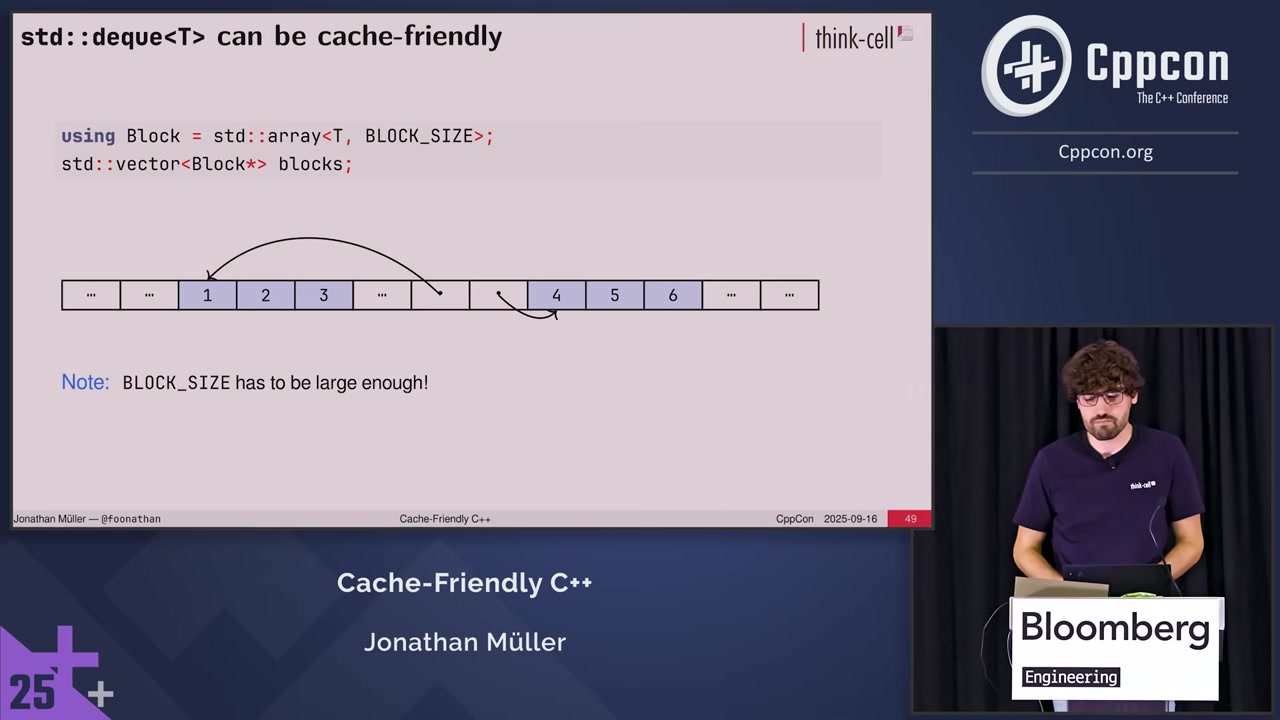 std::deque<T> can be cache-friendly
think-cell
using Block = std::array<T, BLOCK_SIZE>;
std::vector<Block*> blocks;
… … 1 2 3 … 4 5 6 … …
Note: BLOCK_SIZE has to be large enough!
Jonathan Müller — @foonathan Cache-Friendly C++ CppCon 2025-09-16 49
Cppcon
The C++ Conference
Cppcon.org
think-cell
Bloomberg
Engineering
Cache-Friendly C++
Jonathan Müller
25